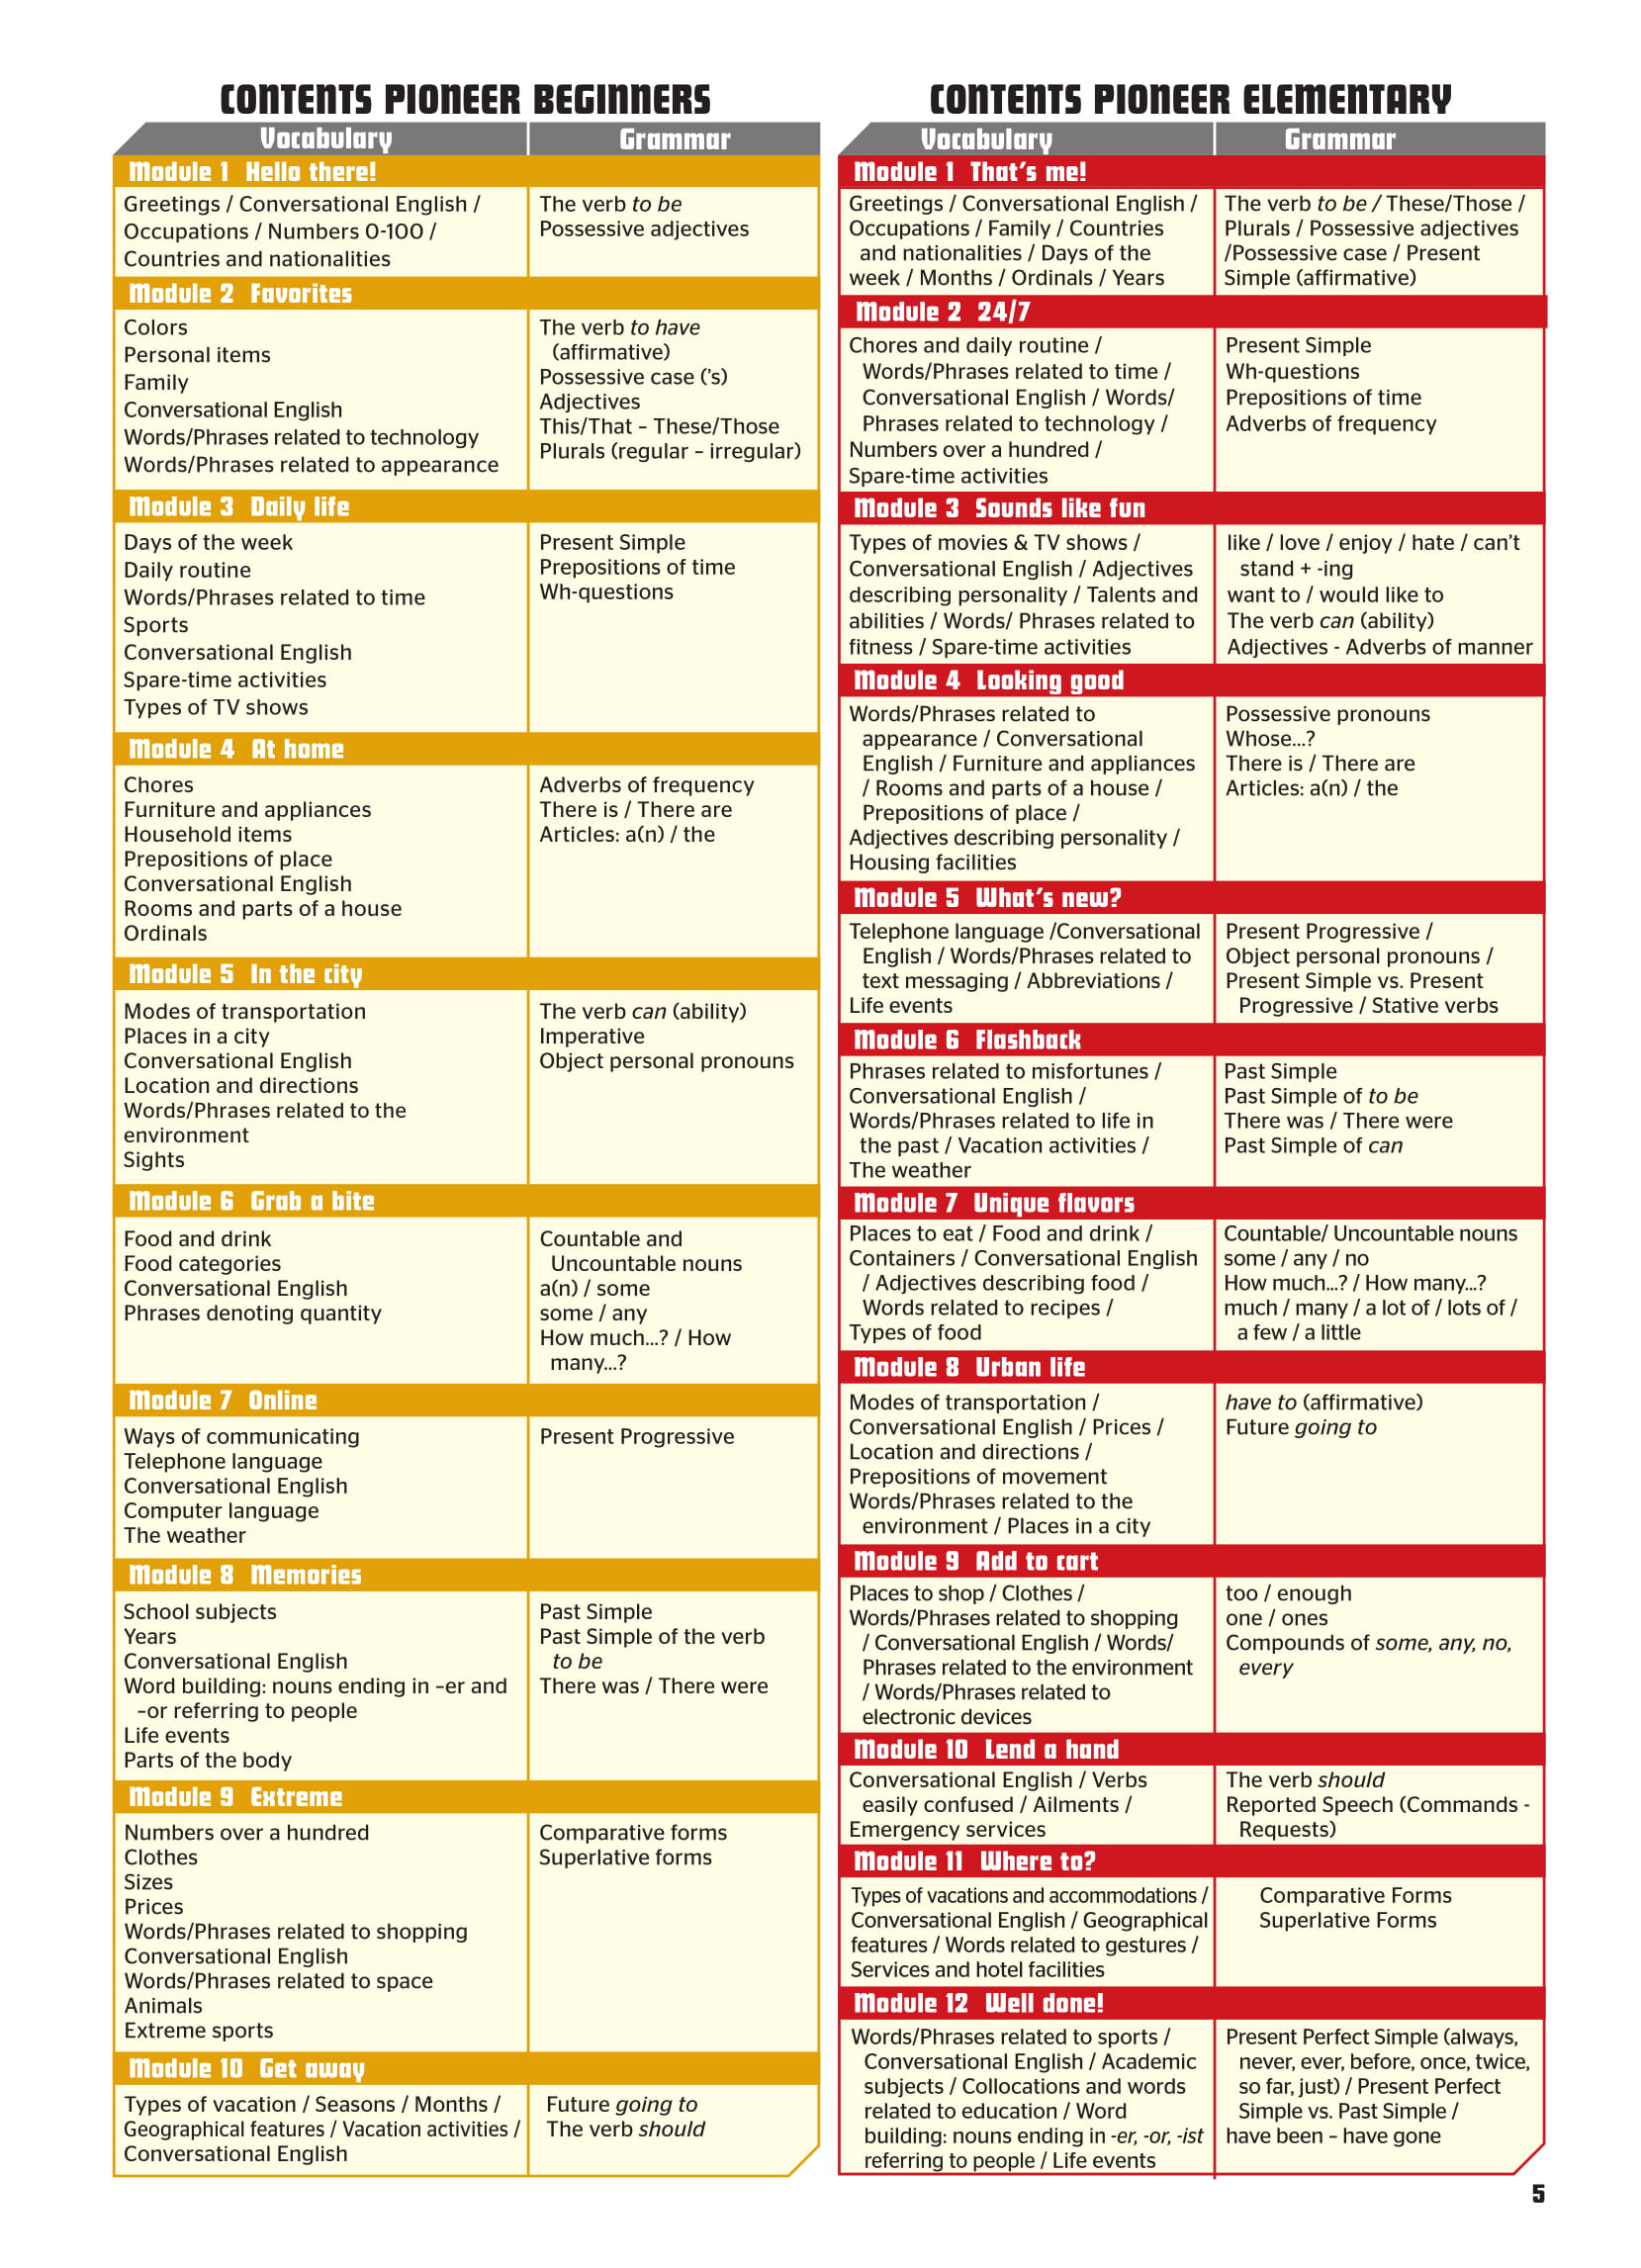 CONTENTS PIONEER BEGINNERS
Vocabulary
Grammar
Module 1 Hello there!
Greetings / Conversational English /
Occupations / Numbers 0-100 /
Countries and nationalities
The verb to be
Possessive adjectives
Module 2 Favorites
Colors
Personal items
Family
Conversational English
Words/Phrases related to technology
Words/Phrases related to appearance
The verb to have
(affirmative)
Possessive case ('s)
Adjectives
This/That – These/Those
Plurals (regular – irregular)
Module 3 Daily life
Days of the week
Daily routine
Words/Phrases related to time
Sports
Conversational English
Spare-time activities
Types of TV shows
Present Simple
Prepositions of time
Wh-questions
Module 4 At home
Chores
Furniture and appliances
Household items
Prepositions of place
Conversational English
Rooms and parts of a house
Ordinals
Adverbs of frequency
There is / There are
Articles: a(n) / the
Module 5 In the city
Modes of transportation
Places in a city
Conversational English
Location and directions
Words/Phrases related to the
environment
Sights
The verb can (ability)
Imperative
Object personal pronouns
Module 6 Grab a bite
Food and drink
Food categories
Conversational English
Phrases denoting quantity
Countable and
Uncountable nouns
a(n) / some
some / any
How much...? / How
many...?
Module 7 Online
Ways of communicating
Telephone language
Conversational English
Computer language
The weather
Present Progressive
Module 8 Memories
School subjects
Years
Conversational English
Word building: nouns ending in –er and
–or referring to people
Life events
Parts of the body
Past Simple
Past Simple of the verb
to be
There was / There were
Module 9 Extreme
Numbers over a hundred
Clothes
Sizes
Prices
Words/Phrases related to shopping
Conversational English
Words/Phrases related to space
Animals
Extreme sports
Comparative forms
Superlative forms
Module 10 Get away
Types of vacation / Seasons / Months /
Geographical features / Vacation activities /
Conversational English
Future going to
The verb should
CONTENTS PIONEER ELEMENTARY
Vocabulary
Grammar
Module 1 That's me!
Greetings / Conversational English /
Occupations / Family / Countries
and nationalities / Days of the
week / Months / Ordinals / Years
The verb to be / These/Those /
Plurals / Possessive adjectives
/Possessive case / Present
Simple (affirmative)
Module 2 24/7
Chores and daily routine /
Words/Phrases related to time /
Conversational English / Words/
Phrases related to technology /
Numbers over a hundred /
Spare-time activities
Present Simple
Wh-questions
Prepositions of time
Adverbs of frequency
Module 3 Sounds like fun
Types of movies & TV shows /
Conversational English / Adjectives
describing personality / Talents and
abilities / Words/ Phrases related to
fitness / Spare-time activities
like / love / enjoy / hate / can't
stand + -ing
want to / would like to
The verb can (ability)
Adjectives - Adverbs of manner
Module 4 Looking good
Words/Phrases related to
appearance / Conversational
English / Furniture and appliances
/ Rooms and parts of a house /
Prepositions of place /
Adjectives describing personality /
Housing facilities
Possessive pronouns
Whose...?
There is / There are
Articles: a(n) / the
Module 5 What's new?
Telephone language /Conversational
English / Words/Phrases related to
text messaging / Abbreviations /
Life events
Present Progressive /
Object personal pronouns /
Present Simple vs. Present
Progressive / Stative verbs
Module 6 Flashback
Phrases related to misfortunes /
Conversational English /
Words/Phrases related to life in
the past / Vacation activities /
The weather
Past Simple
Past Simple of to be
There was / There were
Past Simple of can
Module 7 Unique flavors
Places to eat / Food and drink /
Containers / Conversational English
/ Adjectives describing food /
Words related to recipes /
Types of food
Countable/ Uncountable nouns
some / any / no
How much...? / How many...?
much / many / a lot of / lots of /
a few / a little
Module 8 Urban life
Modes of transportation /
Conversational English / Prices /
Location and directions /
Prepositions of movement
Words/Phrases related to the
environment / Places in a city
have to (affirmative)
Future going to
Module 9 Add to cart
Places to shop / Clothes /
Words/Phrases related to shopping
/ Conversational English / Words/
Phrases related to the environment
/ Words/Phrases related to
electronic devices
too / enough
one / ones
Compounds of some, any, no,
every
Module 10 Lend a hand
Conversational English / Verbs
easily confused / Ailments /
Emergency services
The verb should
Reported Speech (Commands -
Requests)
Module 11 Where to?
Types of vacations and accommodations /
Conversational English / Geographical
features / Words related to gestures /
Services and hotel facilities
Comparative Forms
Superlative Forms
Module 12 Well done!
Words/Phrases related to sports /
Conversational English / Academic
subjects / Collocations and words
related to education / Word
building: nouns ending in -er, -or, -ist
referring to people / Life events
Present Perfect Simple (always,
never, ever, before, once, twice,
so far, just) / Present Perfect
Simple vs. Past Simple /
have been – have gone
5